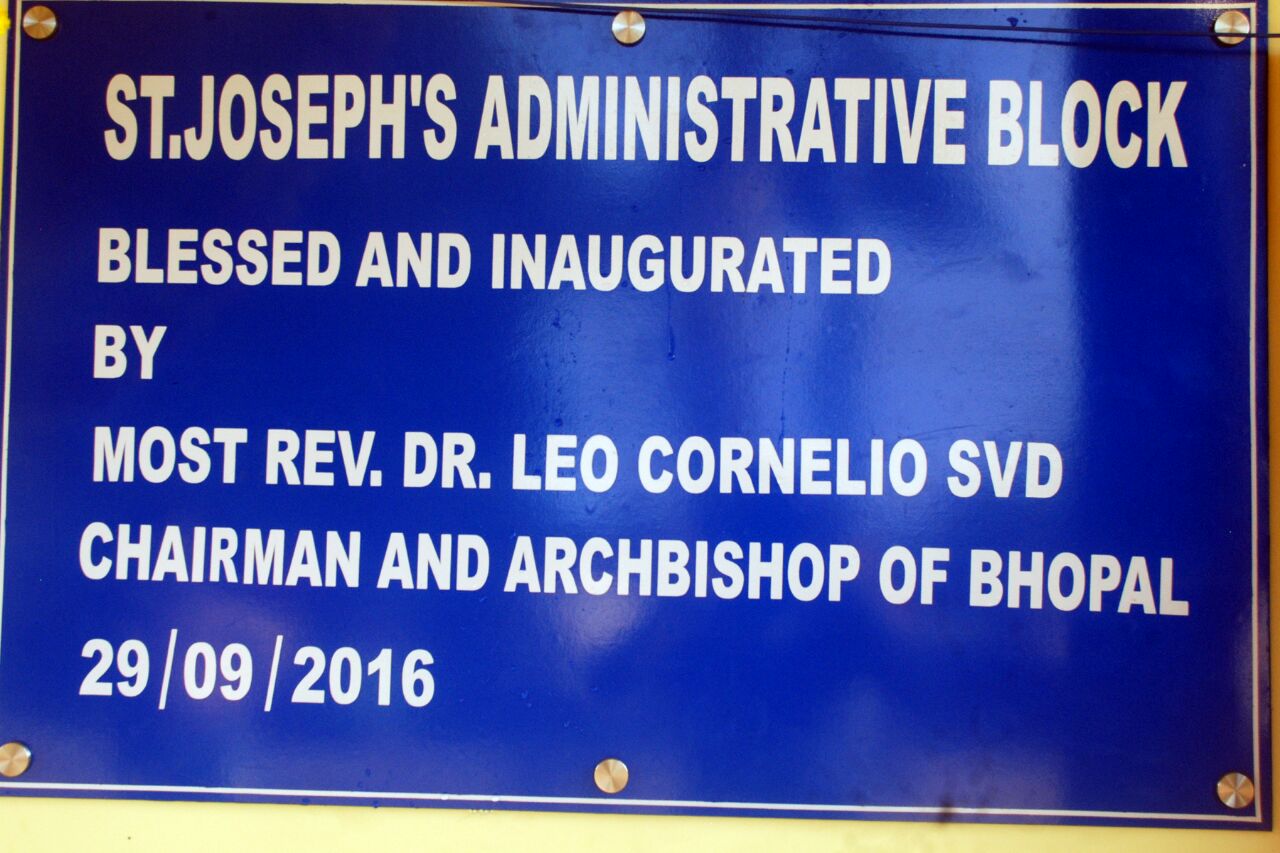 ST.JOSEPH'S ADMINISTRATIVE BLOCK
BLESSED AND INAUGURATED
BY
MOST REV. DR. LEO CORNELIO SVD
CHAIRMAN AND ARCHBISHOP OF BHOPAL
29/09/2016